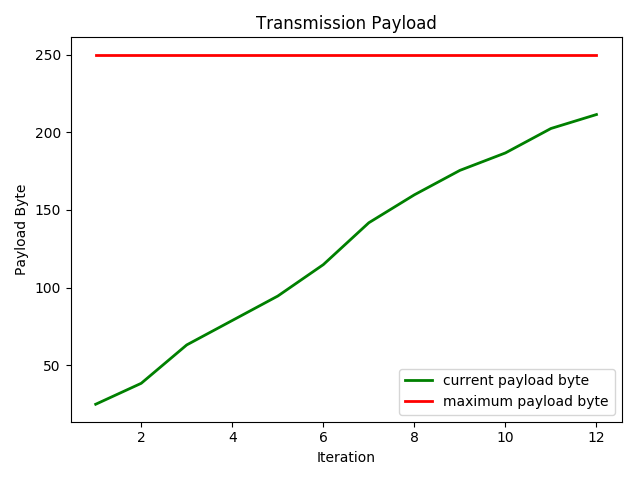 Transmission Payload
250
200
150
100
50
Payload Byte
2 4 6 8 10 12
Iteration
current payload byte
maximum payload byte